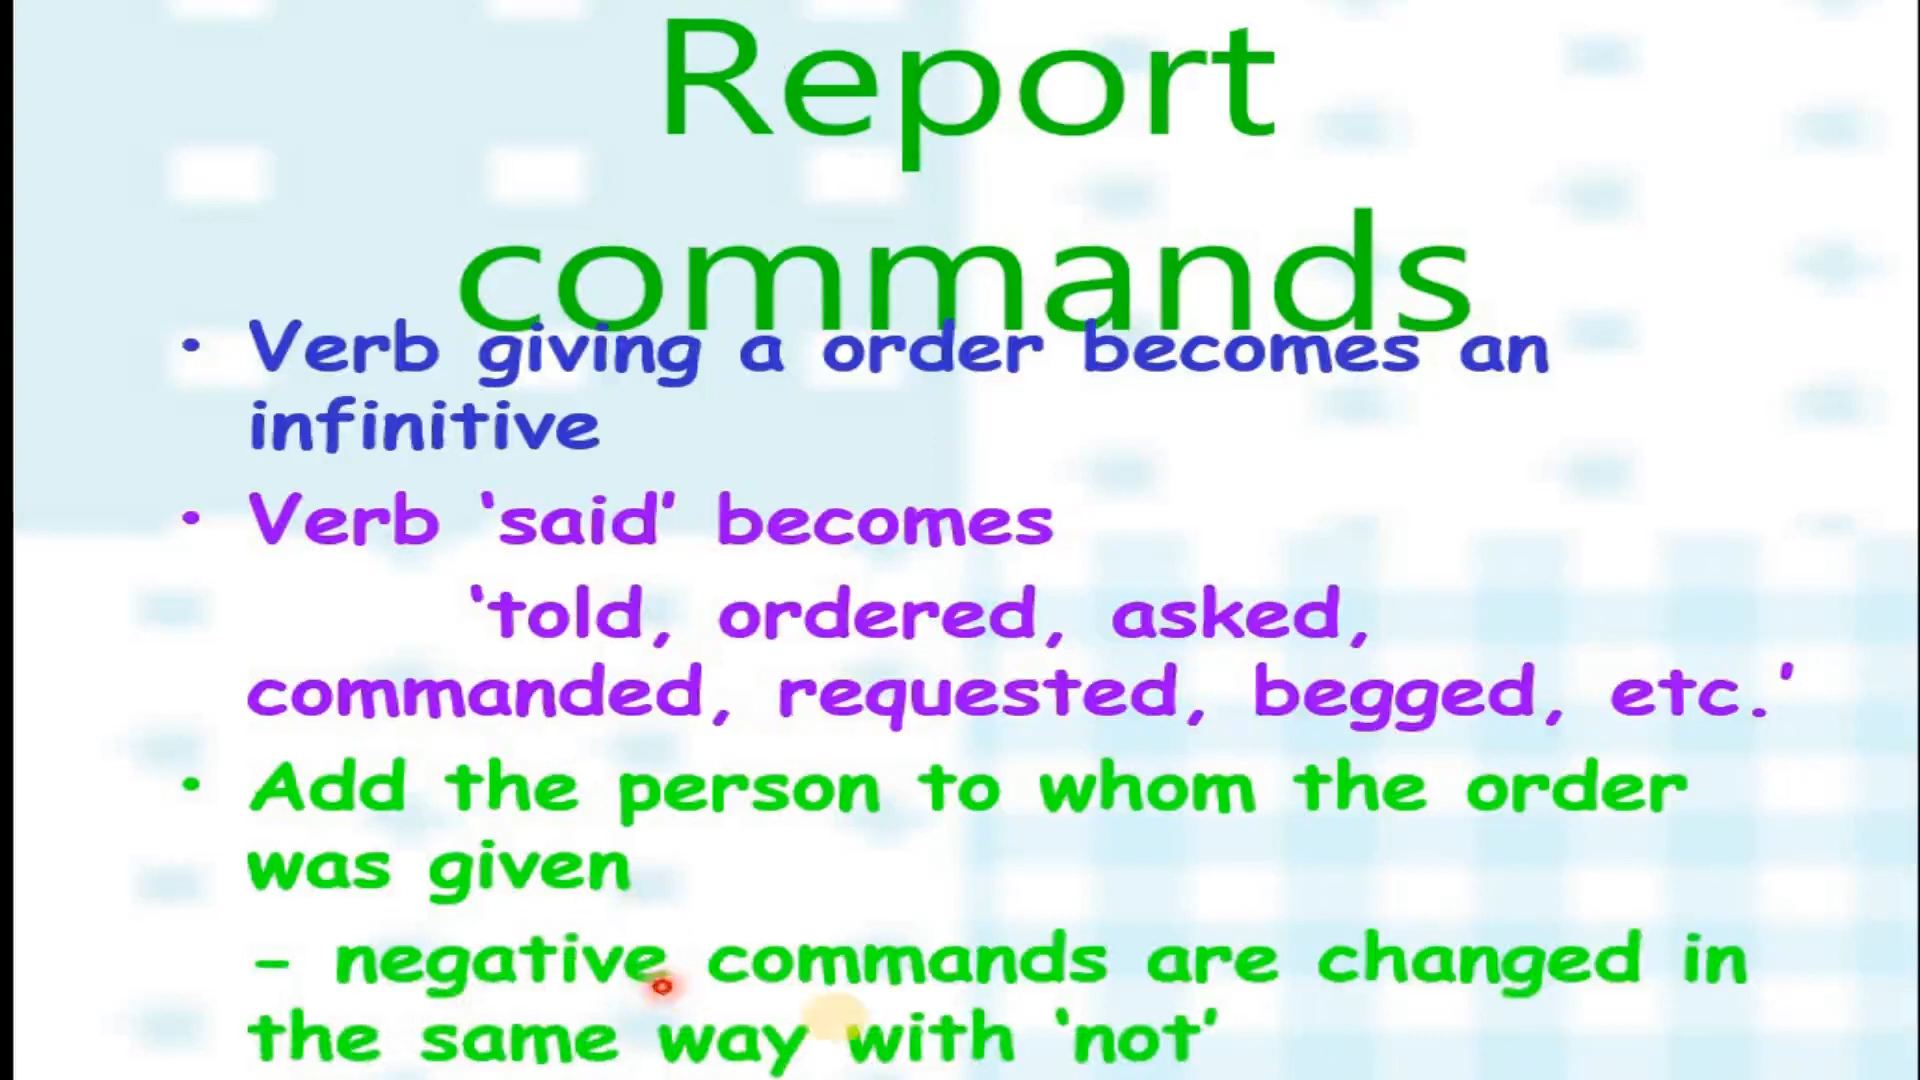 Report
commands
• Verb giving a order becomes an
infinitive
• Verb ‘said’ becomes
‘told, ordered, asked,
commanded, requested, begged, etc.’
• Add the person to whom the order
was given
– negative commands are changed in
the same way with ‘not’